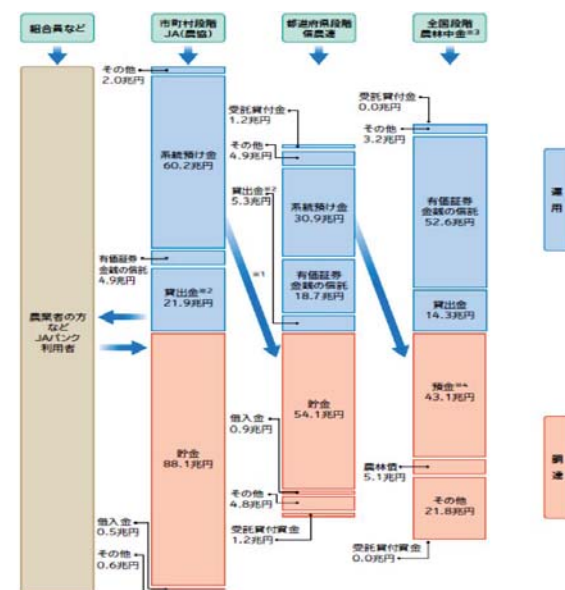 組合員など
市町村段階
JA(農協)
都道府県段階
信農連
全国段階
農林中金※3
その他
2.0兆円
系統預け金
60.2兆円
有価証券
金銭の信託
4.9兆円
貸出金※2
21.9兆円
農業者の方
など
JAバンク
利用者
貯金
88.1兆円
借入金
0.5兆円
その他
0.6兆円
※1
受託貸付金
1.2兆円
その他
4.9兆円
貸出金※2
5.3兆円
系統預け金
30.9兆円
有価証券
金銭の信託
18.7兆円
貯金
54.1兆円
借入金
0.9兆円
その他
4.8兆円
受託貸付資金
1.2兆円
受託貸付金
0.0兆円
その他
3.2兆円
有価証券
金銭の信託
52.6兆円
貸出金
14.3兆円
預金※4
43.1兆円
農林債
5.1兆円
その他
21.8兆円
受託貸付資金
0.0兆円
運
用
調
達